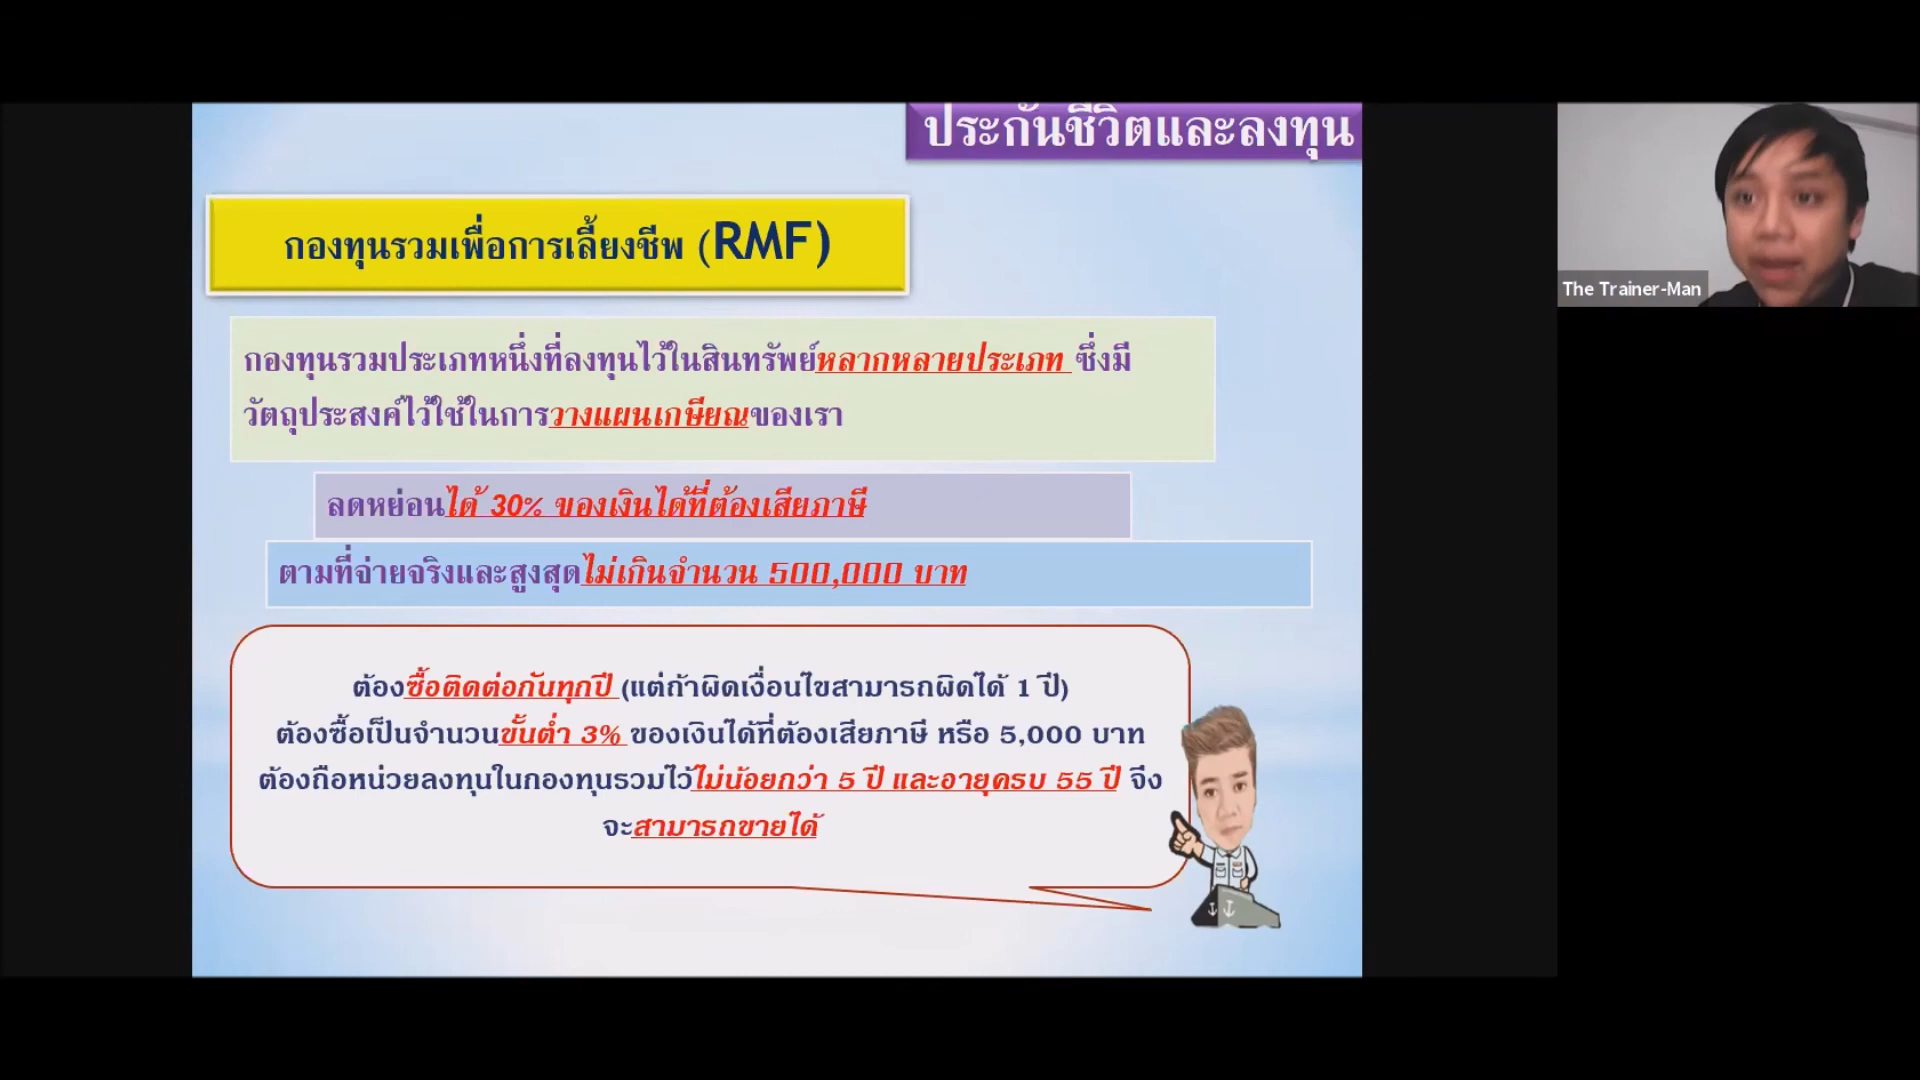 ประกันชีวิตและลงทุน
กองทุนรวมเพื่อการเลี้ยงชีพ (RMF)
กองทุนรวมประเภทหนึ่งที่ลงทุนไว้ในสินทรัพย์หลากหลายประเภท ซึ่งมี
วัตถุประสงค์ไว้ใช้ในการวางแผนเกษียณของเรา
ลดหย่อนได้ 30% ของเงินได้ที่ต้องเสียภาษี
ตามที่จ่ายจริงและสูงสุดไม่เกินจำนวน 500,000 บาท
ต้องซื้อติดต่อกันทุกปี (แต่ถ้าผิดเงื่อนไขสามารถผิดได้ 1 ปี)
ต้องซื้อเป็นจำนวนขั้นต่ำ 3% ของเงินได้ที่ต้องเสียภาษี หรือ 5,000 บาท
ต้องถือหน่วยลงทุนในกองทุนรวมไว้ไม่น้อยกว่า 5 ปี และอายุครบ 55 ปี จึง
จะสามารถขายได้
The Trainer-Man